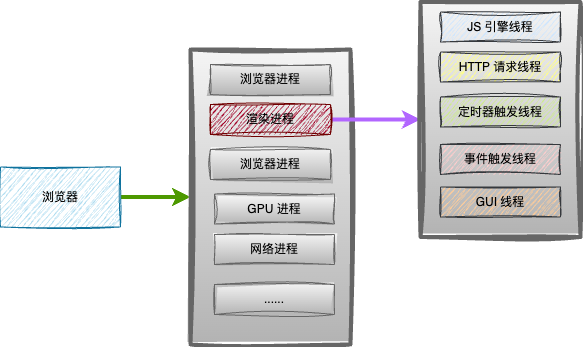 浏览器
浏览器进程
渲染进程
浏览器进程
GPU 进程
网络进程
......
JS 引擎线程
HTTP 请求线程
定时器触发线程
事件触发线程
GUI 线程